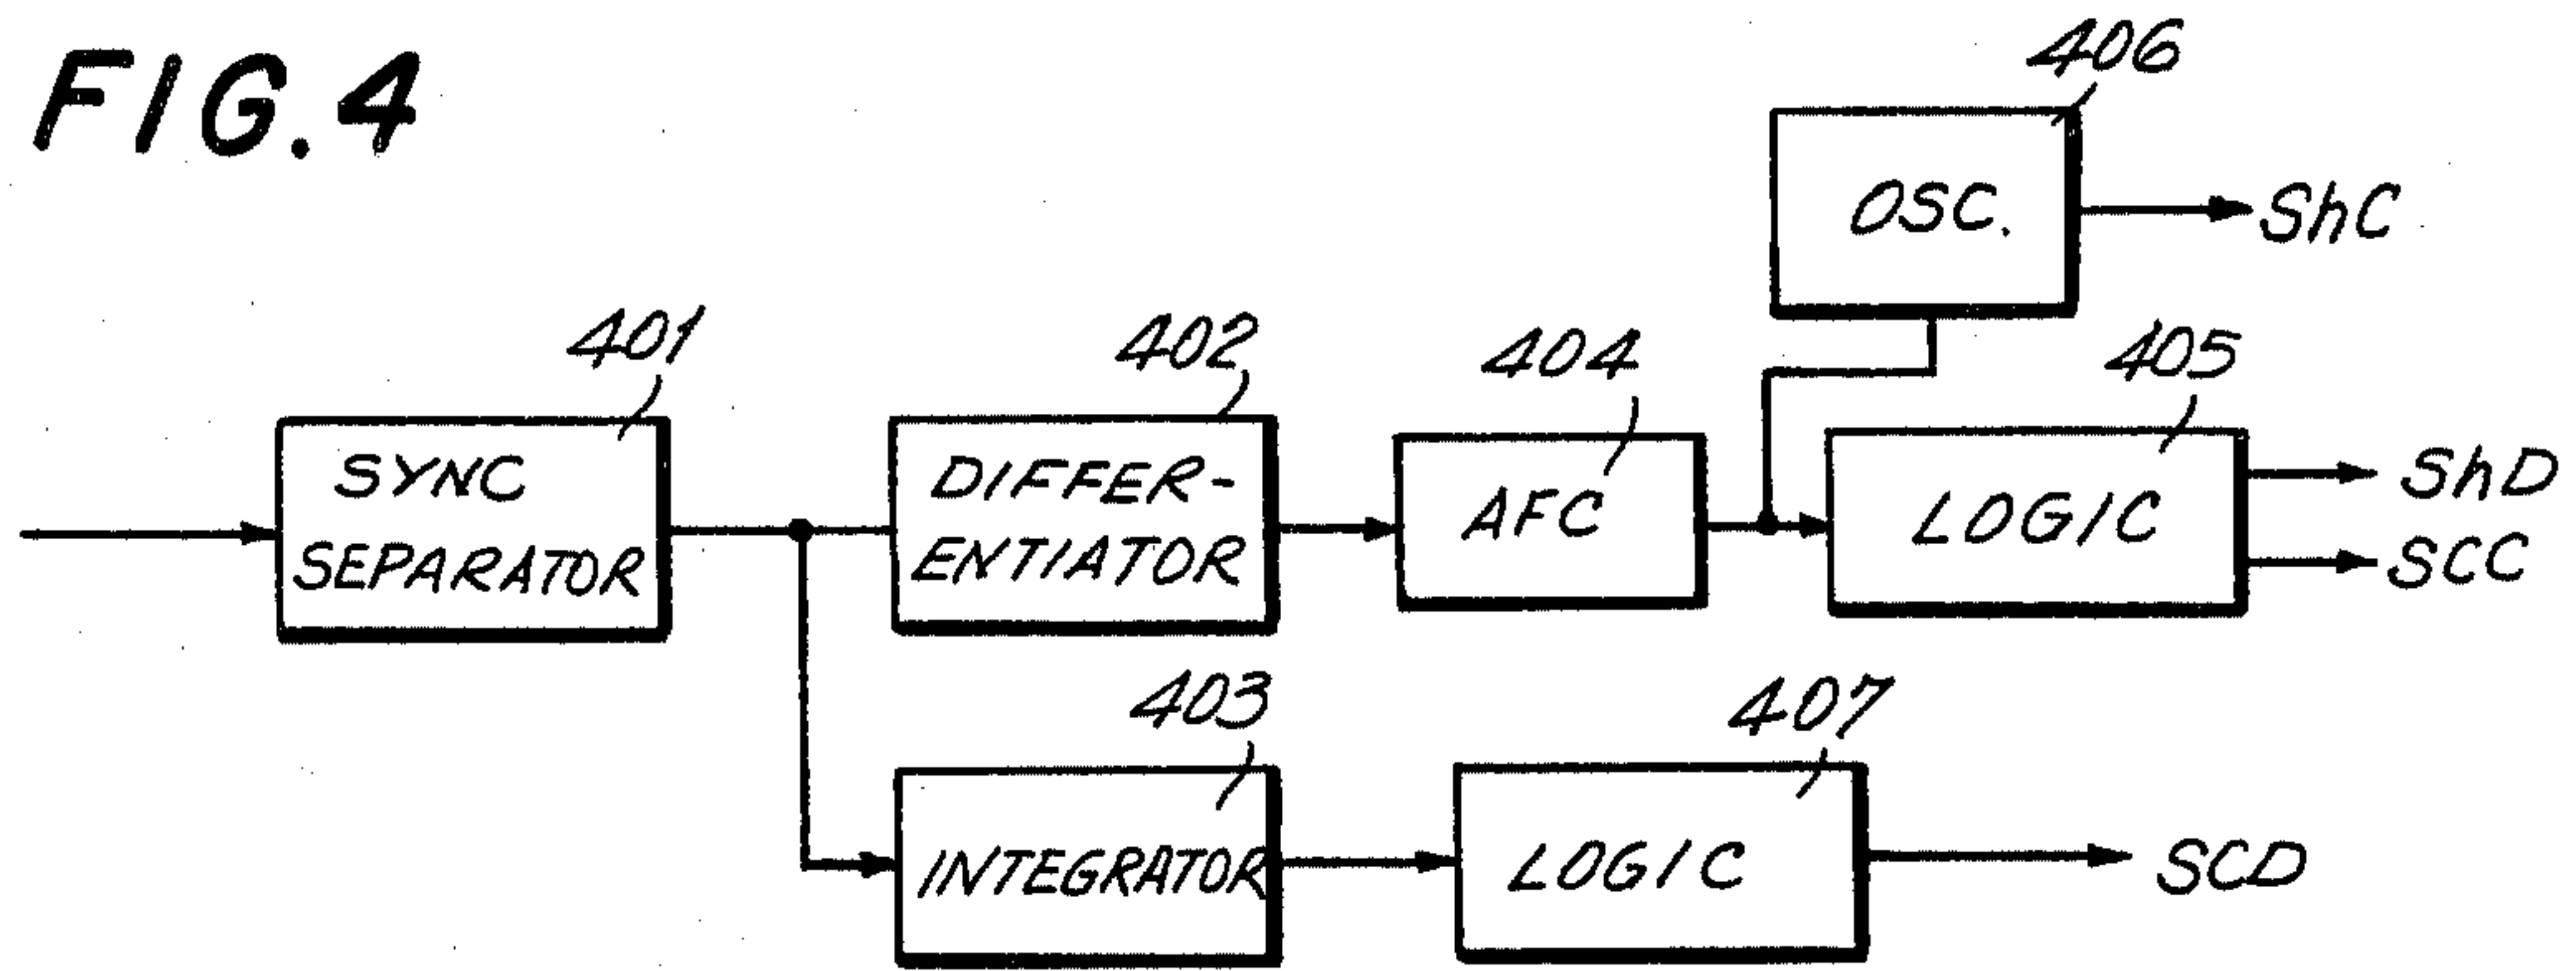 FIG. 4
406
OSC.
ShC
401
SYNC
SEPARATOR
402
DIFFER-
ENTIATOR
404
AFC
405
LOGIC
ShD
SCC
403
INTEGRATOR
407
LOGIC
SCD